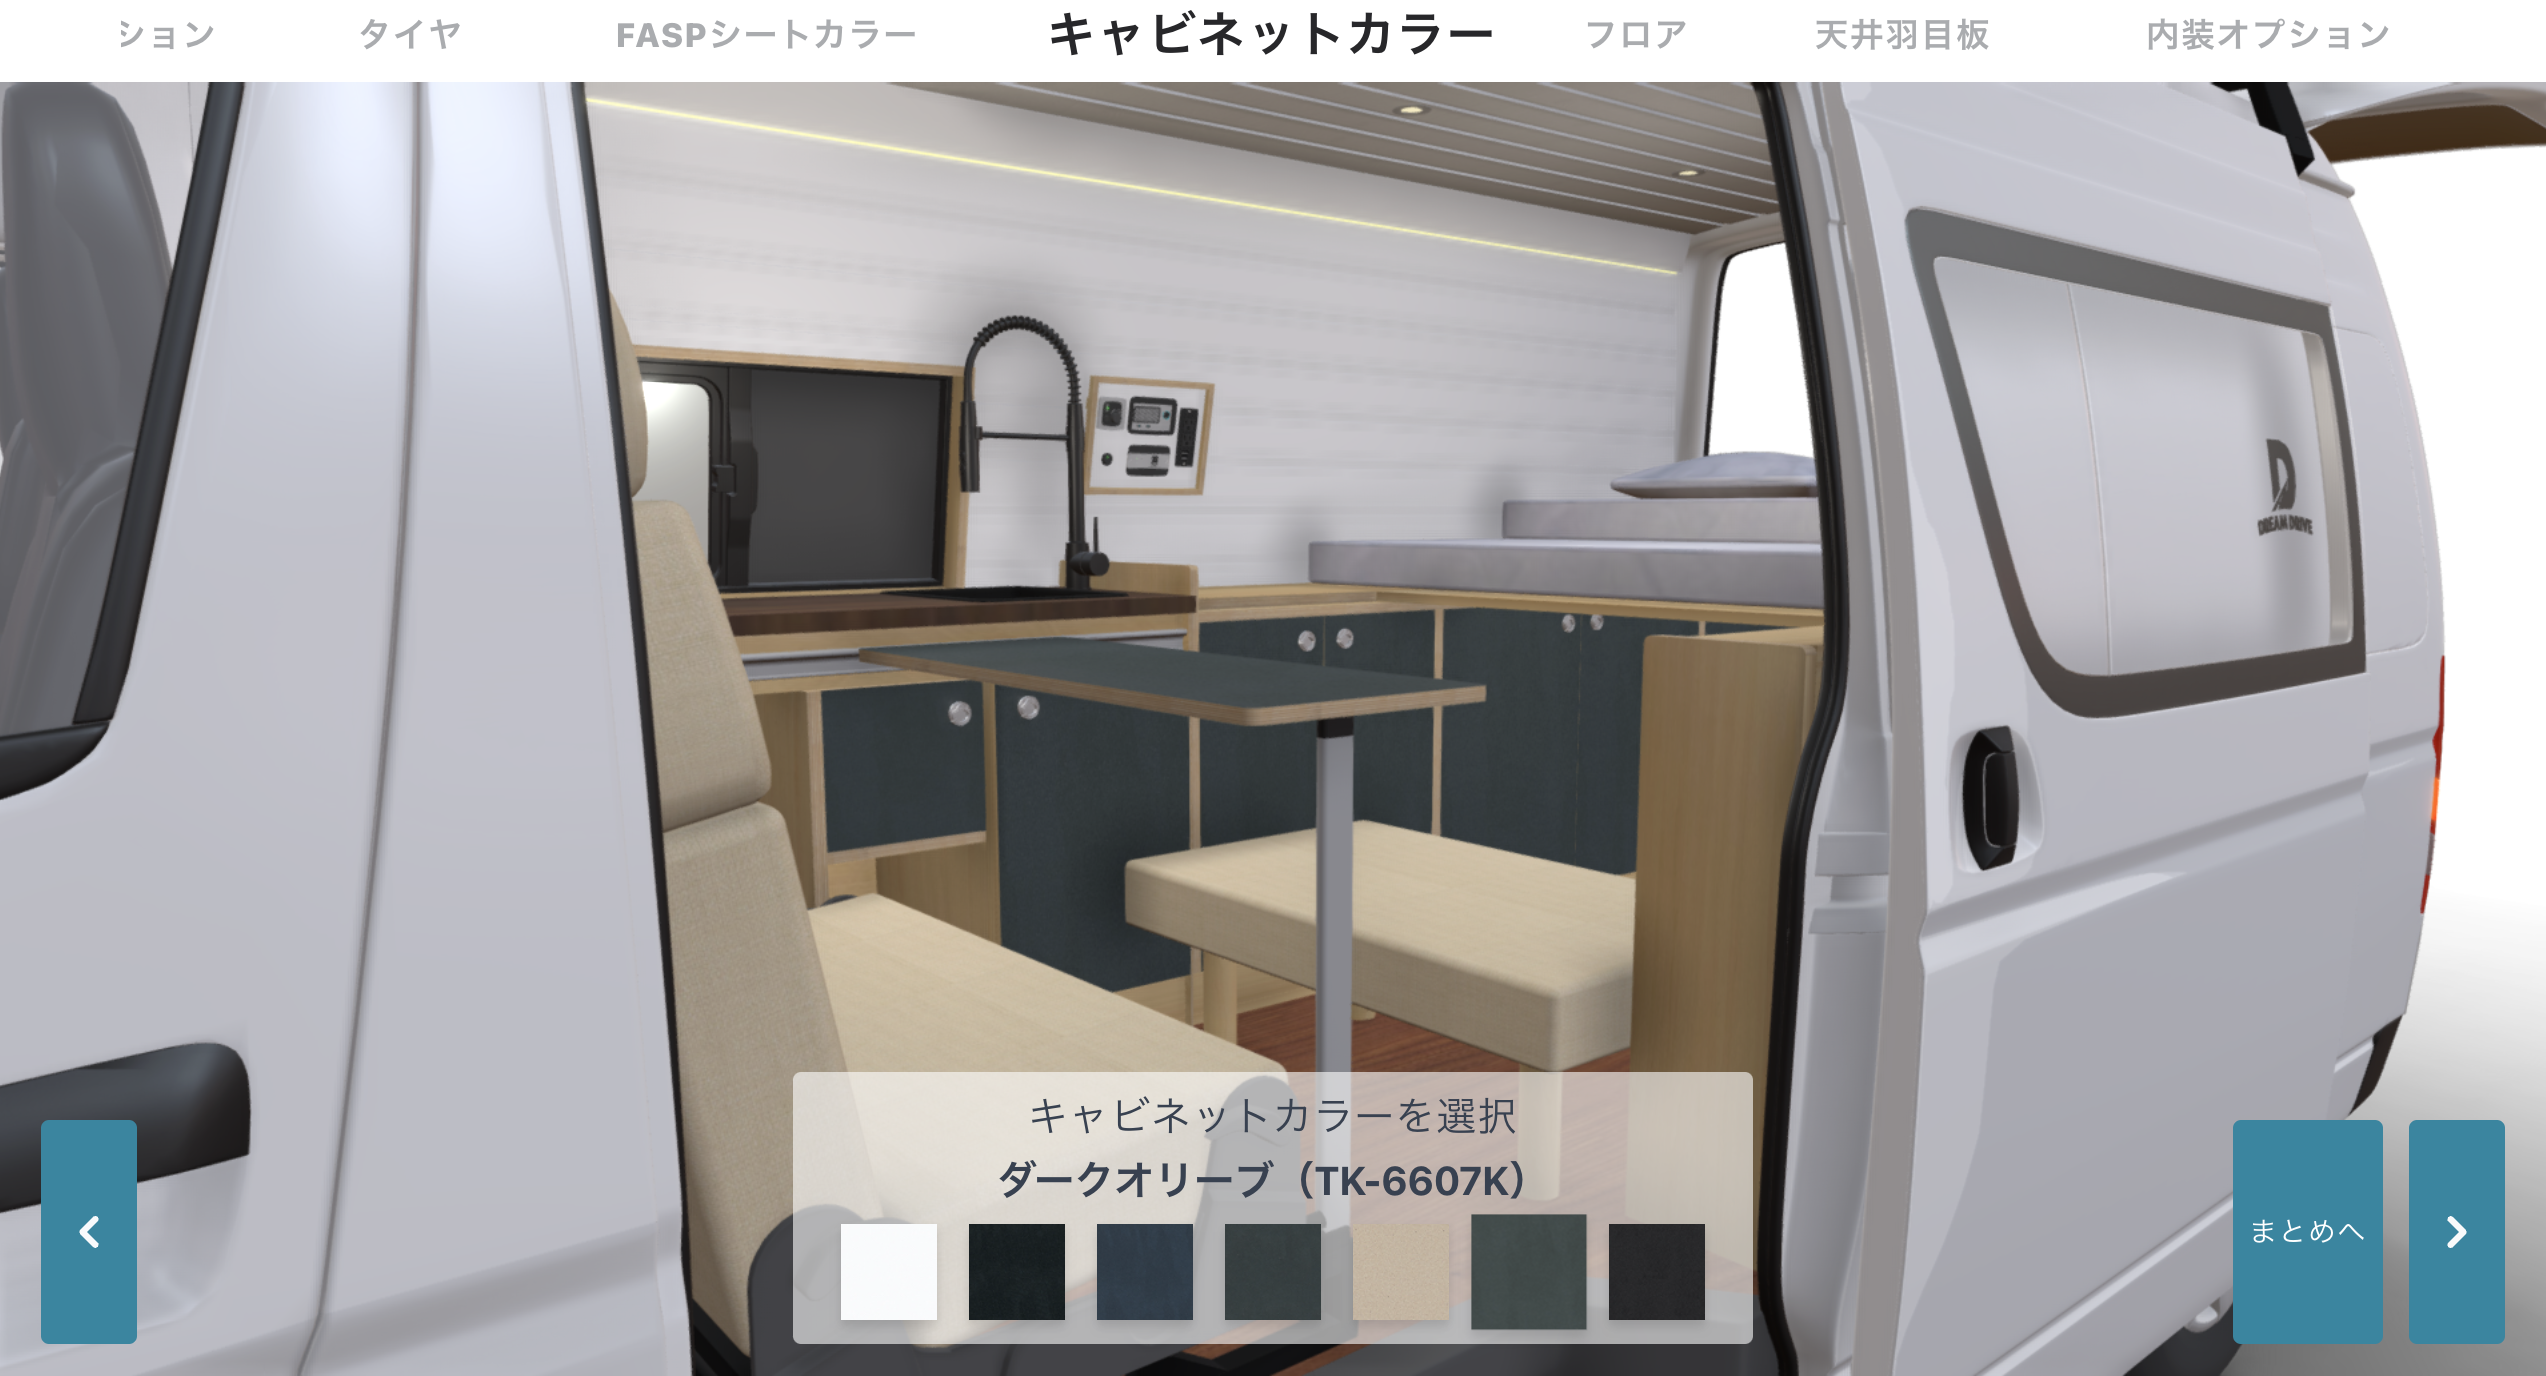 ション
タイヤ
FASPシートカラー
キャビネットカラー
フロア
天井羽目板
内装オプション
DREAM DRIVE
キャビネットカラーを選択
ダークオリーブ（TK-6607K）
まとめへ